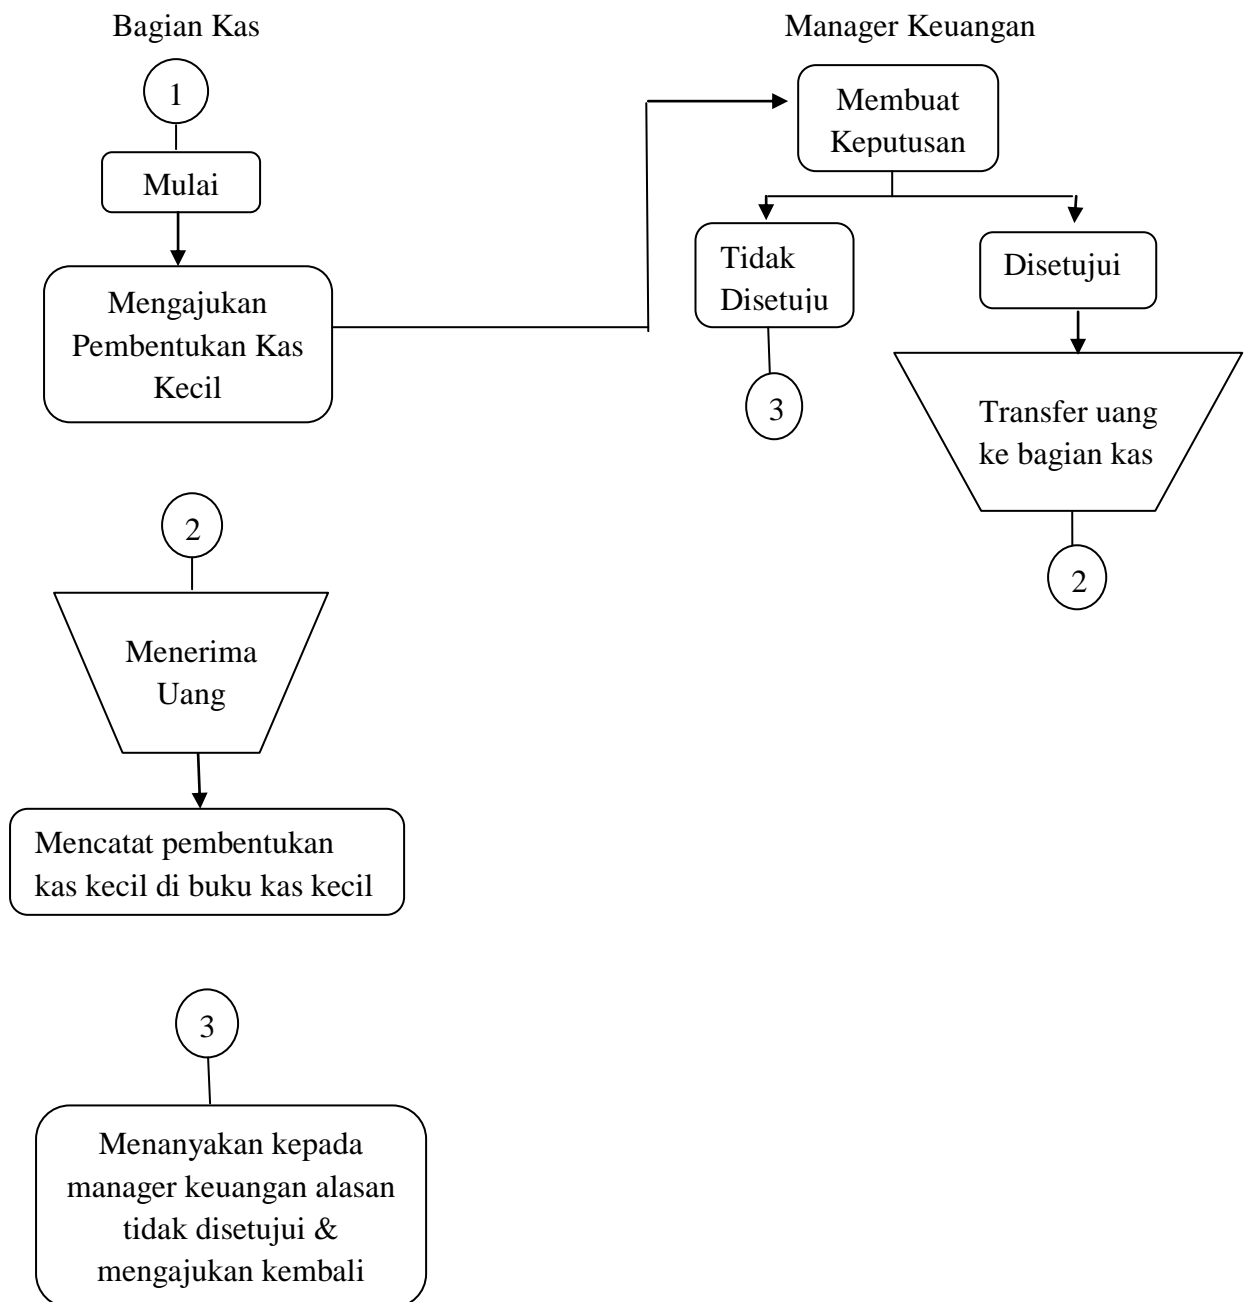 Bagian Kas
1
Mulai
Mengajukan
Pembentukan Kas
Kecil
Manager Keuangan
Membuat
Keputusan
Tidak
Disetuju
3
Disetujui
Transfer uang
ke bagian kas
2
2
Menerima
Uang
Mencatat pembentukan
kas kecil di buku kas kecil
3
Menanyakan kepada
manager keuangan alasan
tidak disetujui &
mengajukan kembali